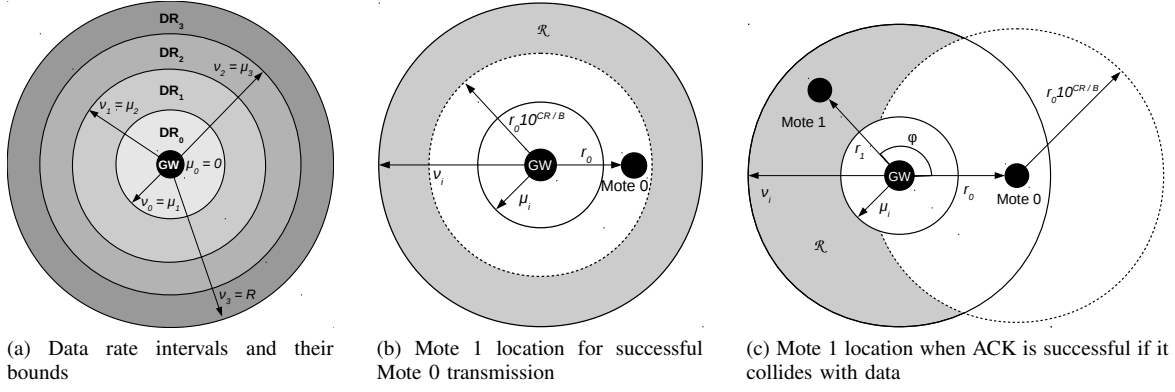 DR3
DR2
ν2 = μ3
DR1
ν1 = μ2
DR0
GW
μ0 = 0
ν0 = μ1
ν3 = R
(a) Data rate intervals and their
bounds
ℛ
r0 10^CR / B
GW
r0
Mote 0
νi
μi
(b) Mote 1 location for successful
Mote 0 transmission
r0 10^CR / B
Mote 1
φ
r1
GW
r0
Mote 0
νi
μi
ℛ
(c) Mote 1 location when ACK is successful if it
collides with data